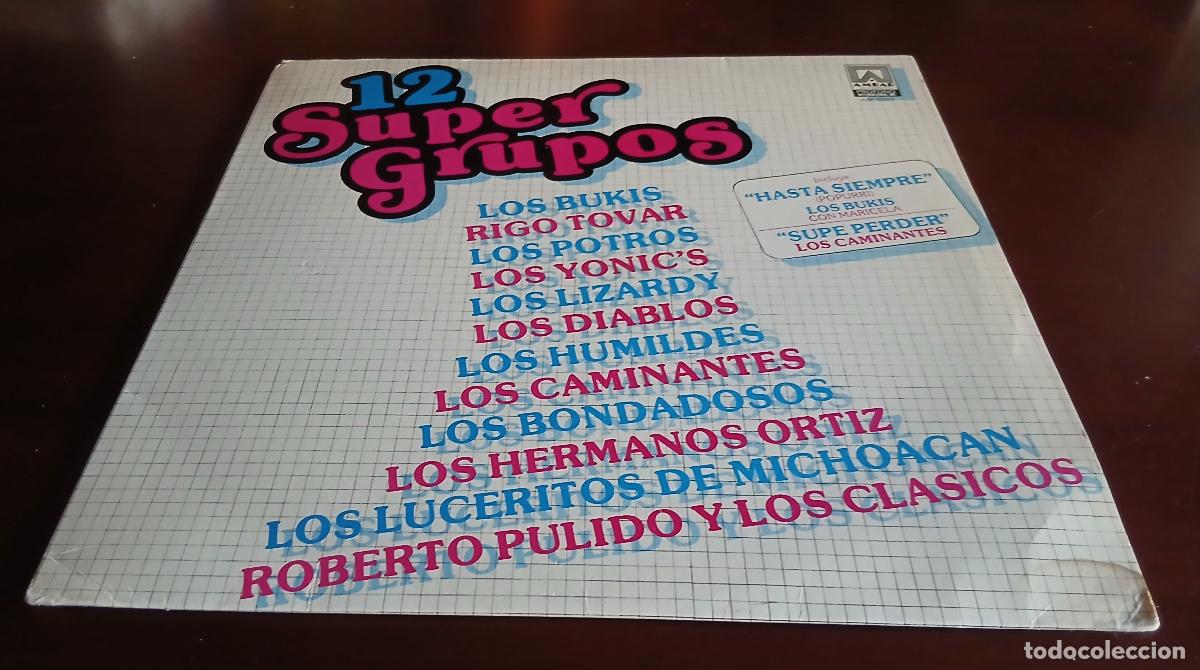 12
Super
Grupos
AMEAC
Incluye
"HASTA SIEMPRE"
(POPURRI)
LOS BUKIS
CON MARICELA
"SUPE PERDER"
LOS CAMINANTES
LOS BUKIS
RIGO TOVAR
LOS POTROS
LOS YONIC'S
LOS LIZARDY
LOS DIABLOS
LOS HUMILDES
LOS CAMINANTES
LOS BONDADOSOS
LOS HERMANOS ORTIZ
LOS LUCERITOS DE MICHOACAN
ROBERTO PULIDO Y LOS CLASICOS
todocoleccion